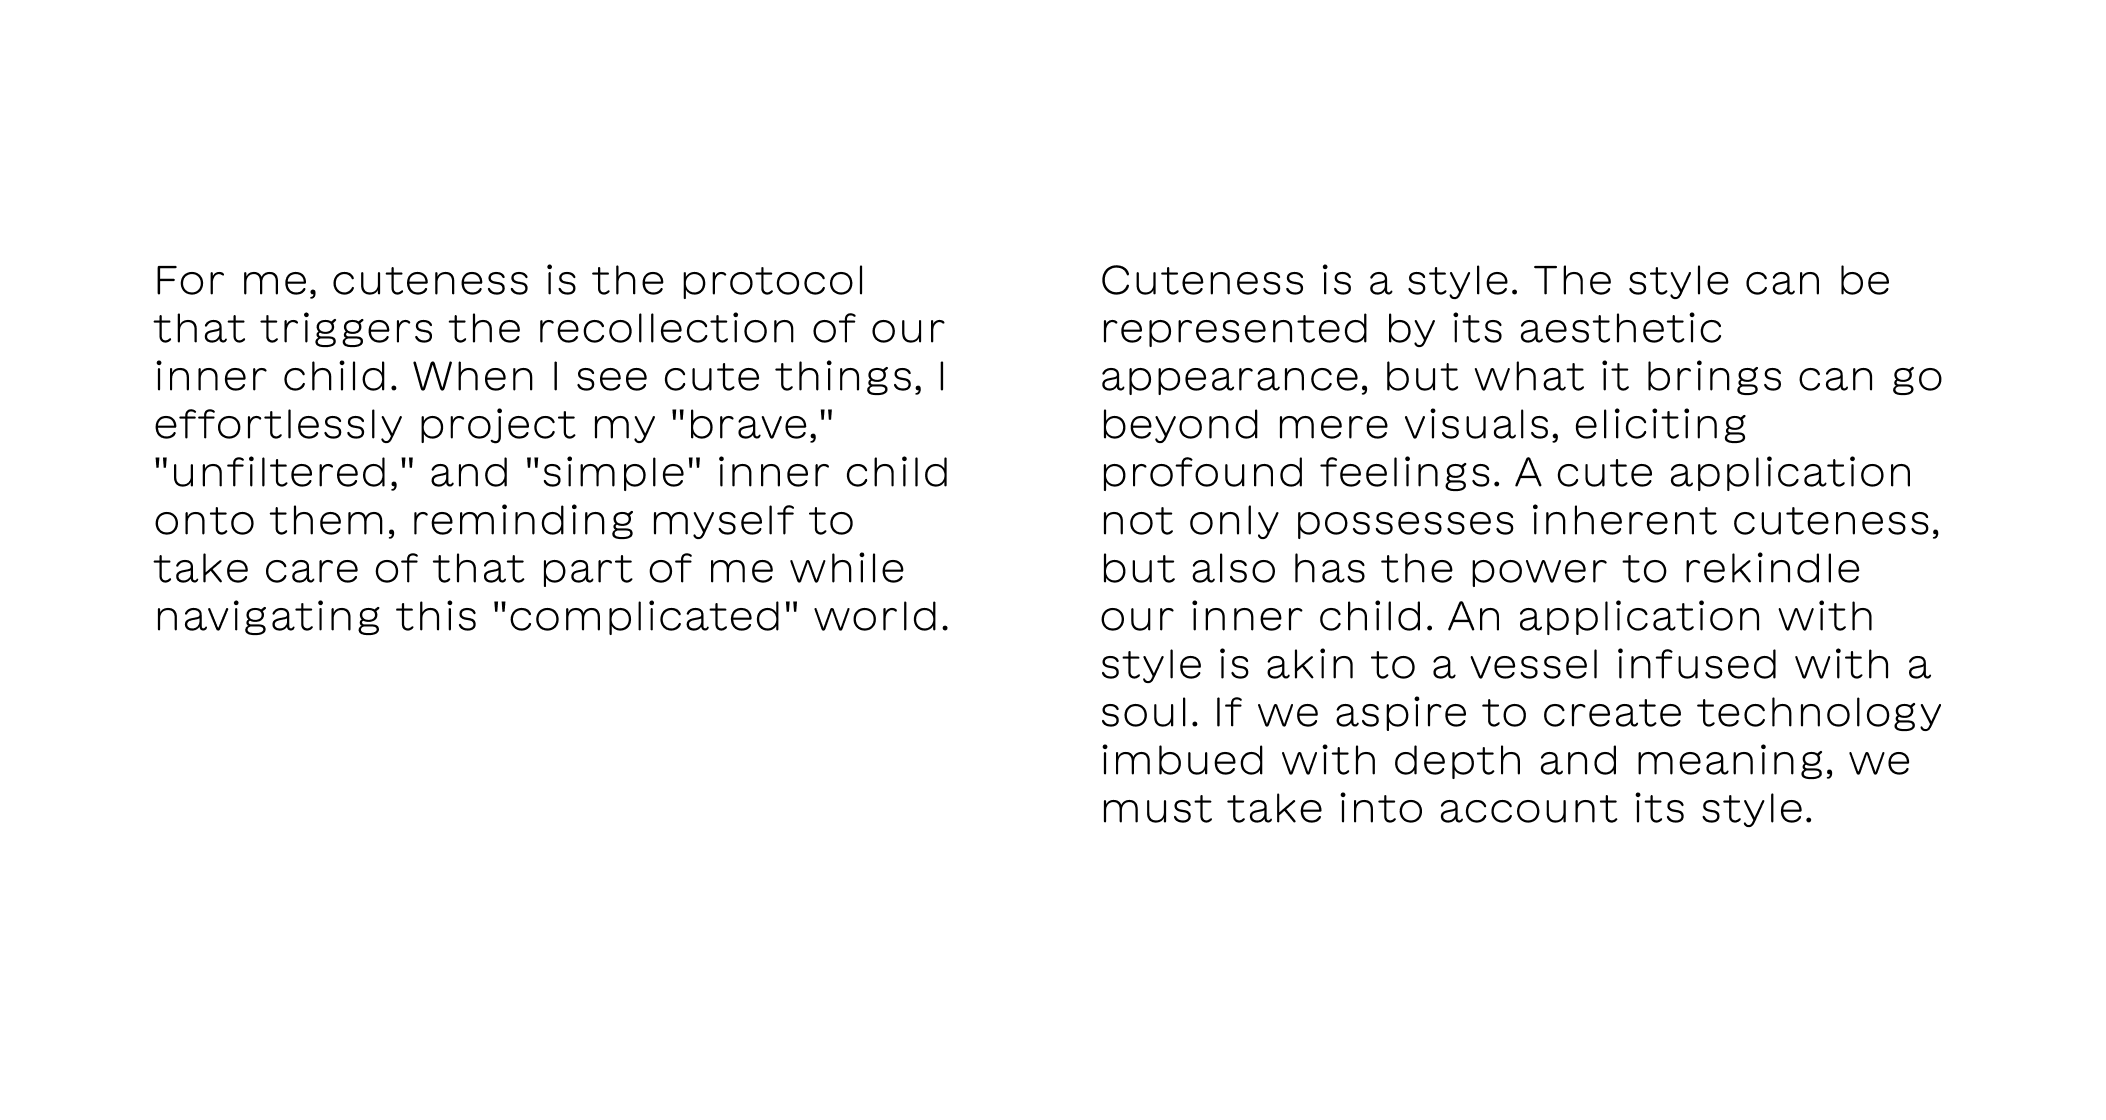 For me, cuteness is the protocol
that triggers the recollection of our
inner child. When I see cute things, I
effortlessly project my "brave,"
"unfiltered," and "simple" inner child
onto them, reminding myself to
take care of that part of me while
navigating this "complicated" world.
Cuteness is a style. The style can be
represented by its aesthetic
appearance, but what it brings can go
beyond mere visuals, eliciting
profound feelings. A cute application
not only possesses inherent cuteness,
but also has the power to rekindle
our inner child. An application with
style is akin to a vessel infused with a
soul. If we aspire to create technology
imbued with depth and meaning, we
must take into account its style.